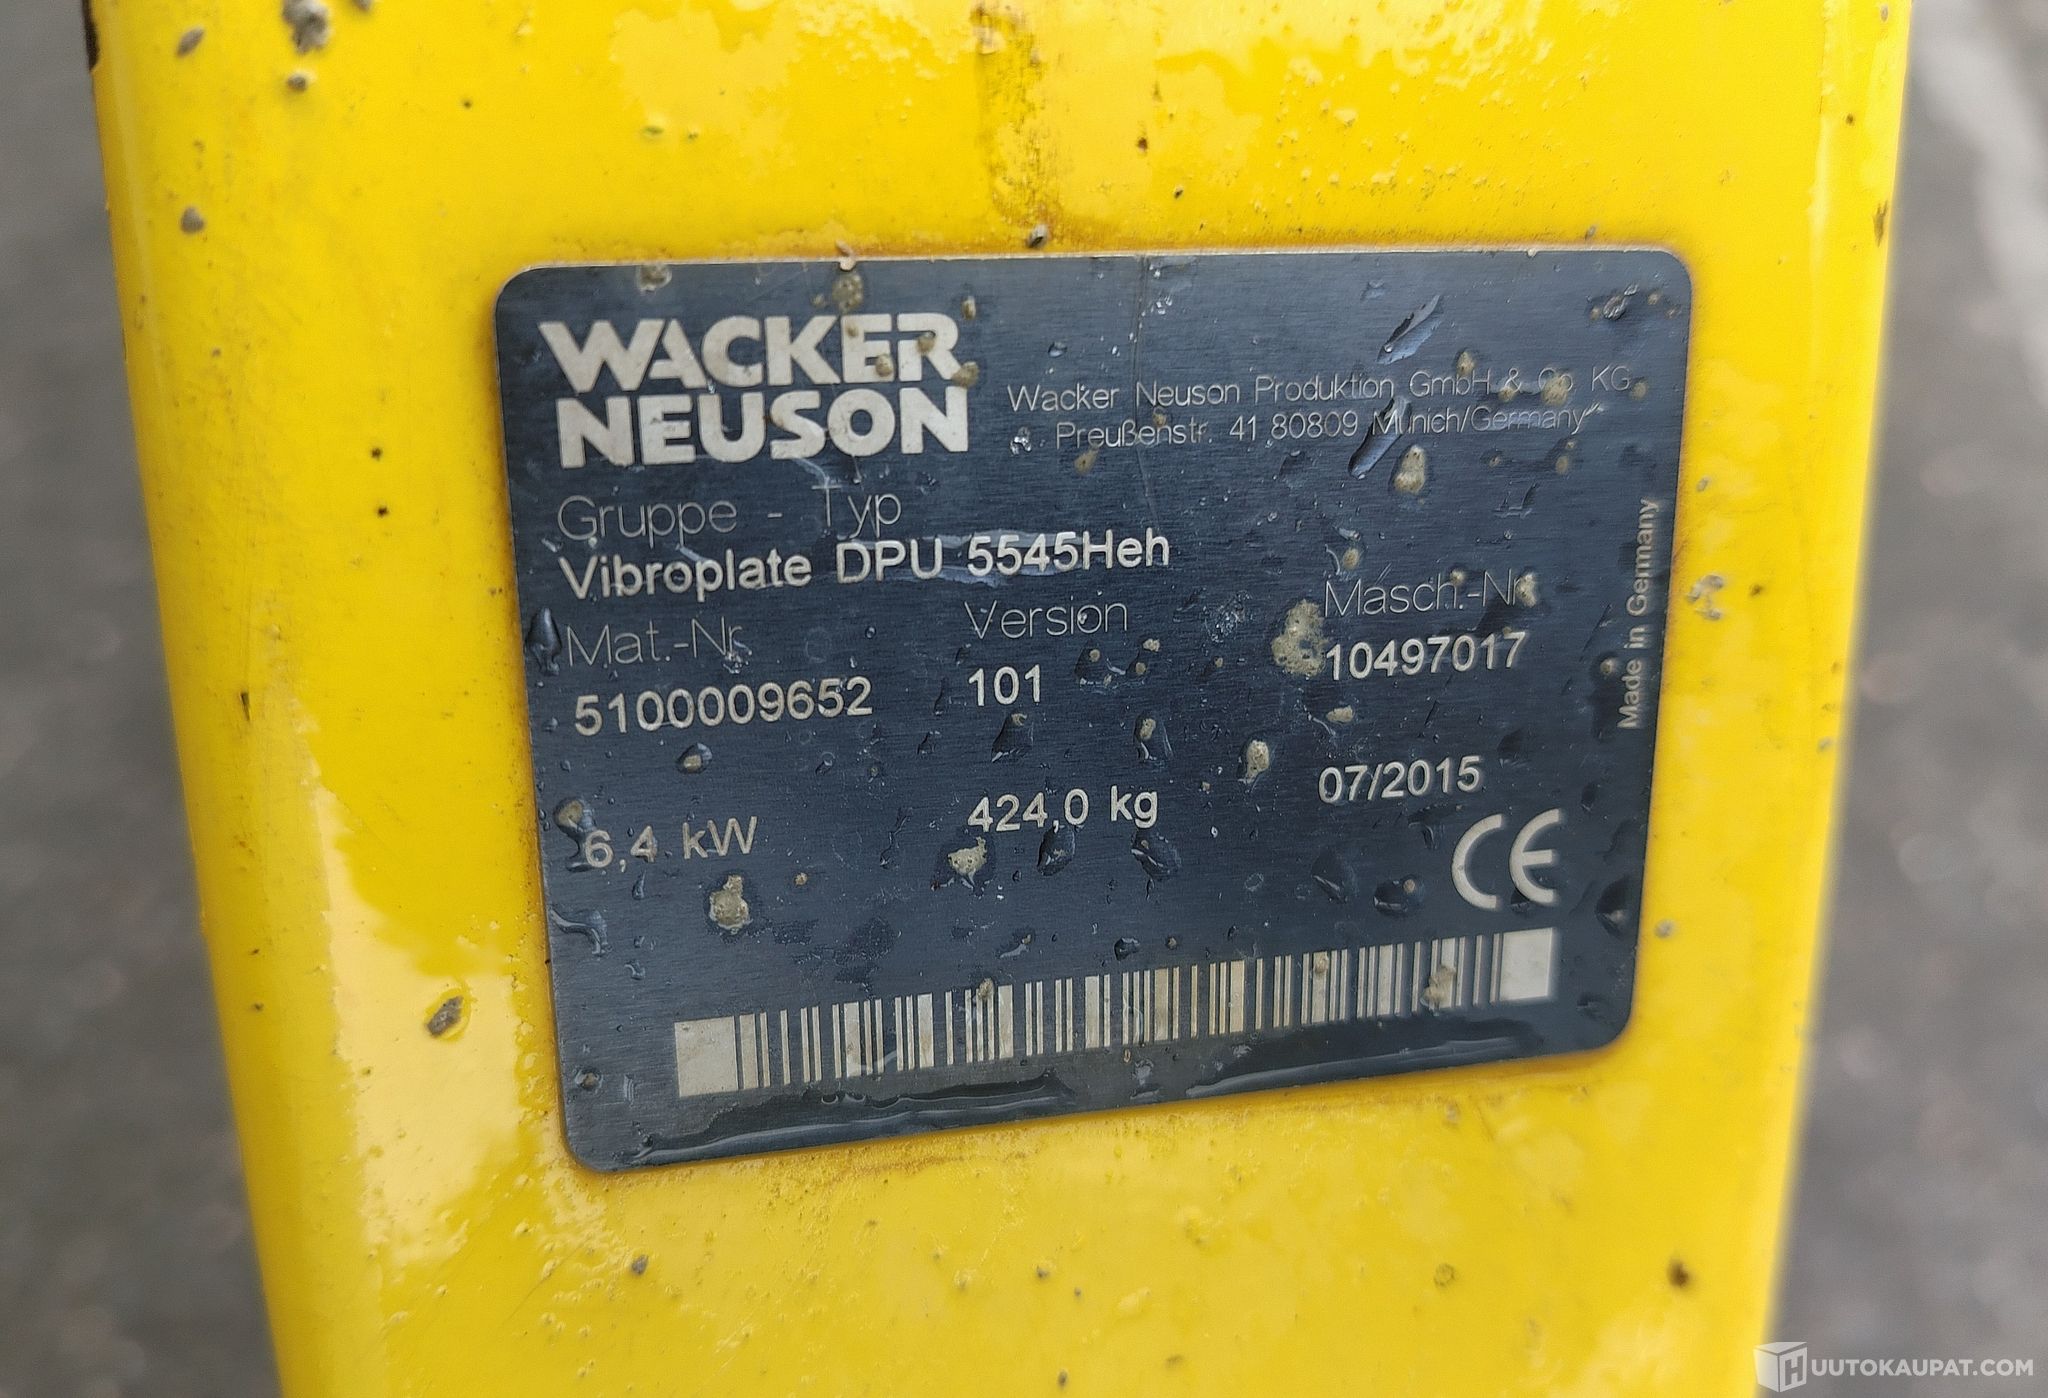 WACKER
NEUSON
Wacker Neuson Produktion GmbH & Co KG
Preußenstr. 41 80809 Munich/Germany
Gruppe - Typ
Vibroplate DPU 5545Heh
Mat.-Nr. Version Masch.-Nr.
5100009652 101 10497017
6,4 kW 424,0 kg 07/2015
CE
Made in Germany
HUUTOKAUPAT.COM